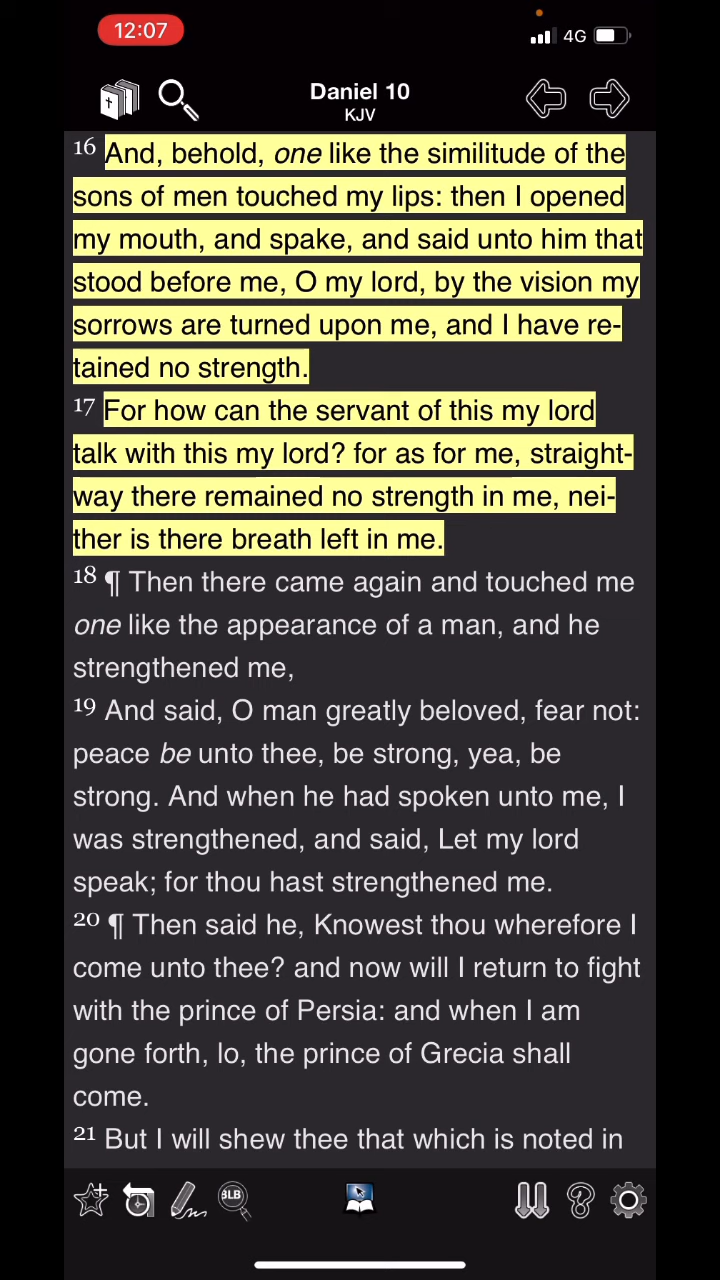 12:07
4G
Daniel 10
KJV
16 And, behold, one like the similitude of the
sons of men touched my lips: then I opened
my mouth, and spake, and said unto him that
stood before me, O my lord, by the vision my
sorrows are turned upon me, and I have re-
tained no strength.
17 For how can the servant of this my lord
talk with this my lord? for as for me, straight-
way there remained no strength in me, nei-
ther is there breath left in me.
18 ¶ Then there came again and touched me
one like the appearance of a man, and he
strengthened me,
19 And said, O man greatly beloved, fear not:
peace be unto thee, be strong, yea, be
strong. And when he had spoken unto me, I
was strengthened, and said, Let my lord
speak; for thou hast strengthened me.
20 ¶ Then said he, Knowest thou wherefore I
come unto thee? and now will I return to fight
with the prince of Persia: and when I am
gone forth, lo, the prince of Grecia shall
come.
21 But I will shew thee that which is noted in
BLB